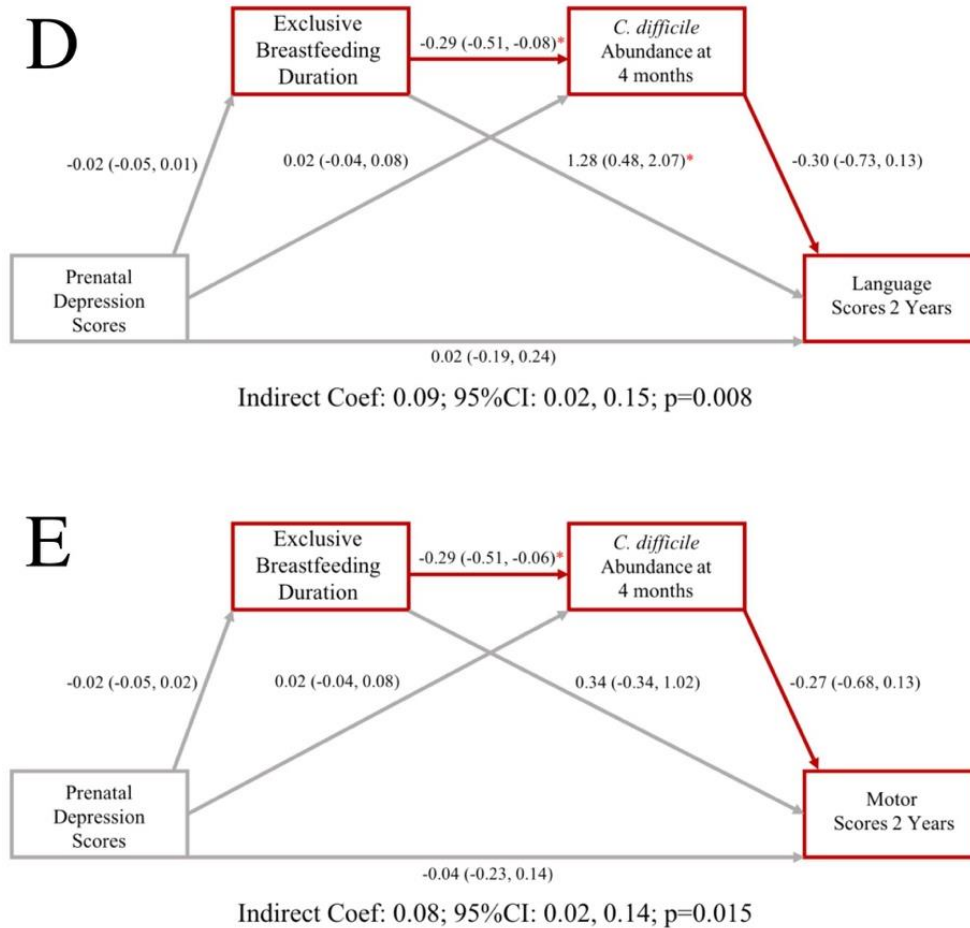 D
Exclusive
Breastfeeding
Duration
-0.29 (-0.51, -0.08)*
C. difficile
Abundance at
4 months
-0.02 (-0.05, 0.01)
0.02 (-0.04, 0.08)
1.28 (0.48, 2.07)*
-0.30 (-0.73, 0.13)
Prenatal
Depression
Scores
Language
Scores 2 Years
0.02 (-0.19, 0.24)
Indirect Coef: 0.09; 95%CI: 0.02, 0.15; p=0.008
E
Exclusive
Breastfeeding
Duration
-0.29 (-0.51, -0.06)*
C. difficile
Abundance at
4 months
-0.02 (-0.05, 0.02)
0.02 (-0.04, 0.08)
0.34 (-0.34, 1.02)
-0.27 (-0.68, 0.13)
Prenatal
Depression
Scores
Motor
Scores 2 Years
-0.04 (-0.23, 0.14)
Indirect Coef: 0.08; 95%CI: 0.02, 0.14; p=0.015